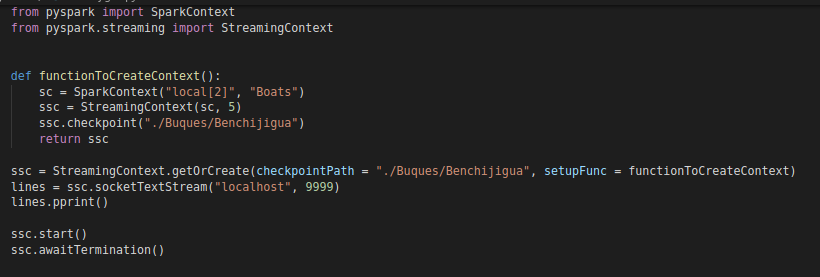 from pyspark import SparkContext
from pyspark.streaming import StreamingContext
def functionToCreateContext():
    sc = SparkContext("local[2]", "Boats")
    ssc = StreamingContext(sc, 5)
    ssc.checkpoint("./Buques/Benchijigua")
    return ssc
ssc = StreamingContext.getOrCreate(checkpointPath = "./Buques/Benchijigua", setupFunc = functionToCreateContext)
lines = ssc.socketTextStream("localhost", 9999)
lines.pprint()
ssc.start()
ssc.awaitTermination()